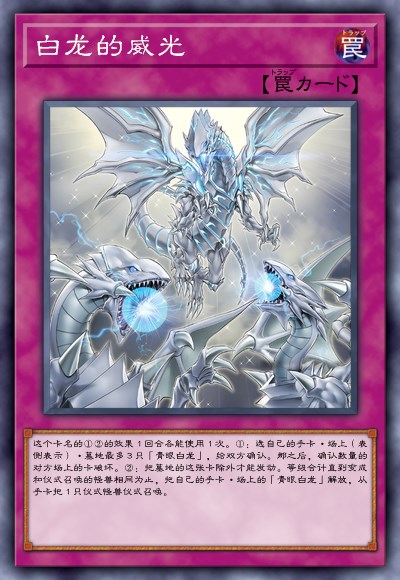 白龙的威光
トラップ
罠
トラップ
【罠カード】
这个卡名的①②的效果１回合各能使用１次。①：选自己的手卡·场上（表
侧表示）·墓地最多３只「青眼白龙」，给双方确认。那之后，确认数量的
对方场上的卡破坏。②：把墓地的这张卡除外才能发动。等级合计直到变成
和仪式召唤的怪兽相同为止，把自己的手卡·场上的「青眼白龙」解放，从
手卡把１只仪式怪兽仪式召唤。